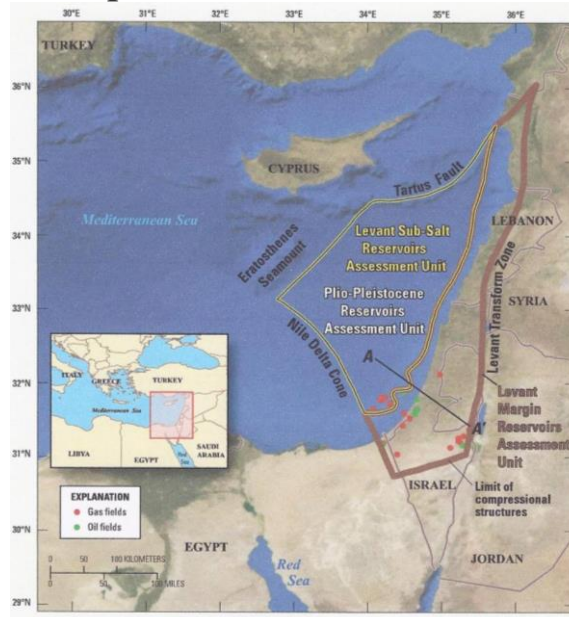 30°E 31°E 32°E 33°E 34°E 35°E 36°E
TURKEY
36°N
35°N
34°N
33°N
32°N
31°N
30°N
29°N
CYPRUS
Tartus Fault
Mediterranean Sea
Eratosthenes
Seamount
Levant Sub-Salt
Reservoirs
Assessment Unit
Plio-Pleistocene
Reservoirs
Assessment Unit
Nile Delta Cone
LEBANON
Levant Transform Zone
SYRIA
A
A'
Levant
Margin
Reservoirs
Assessment
Unit
Limit of
compressional
structures
ISRAEL
JORDAN
EGYPT
Red
Sea
ITALY
GREECE
TURKEY
Mediterranean Sea
LIBYA
EGYPT
SAUDI
ARABIA
Red
Sea
EXPLANATION
Gas fields
Oil fields
0 50 100 KILOMETERS
0 50 100 MILES